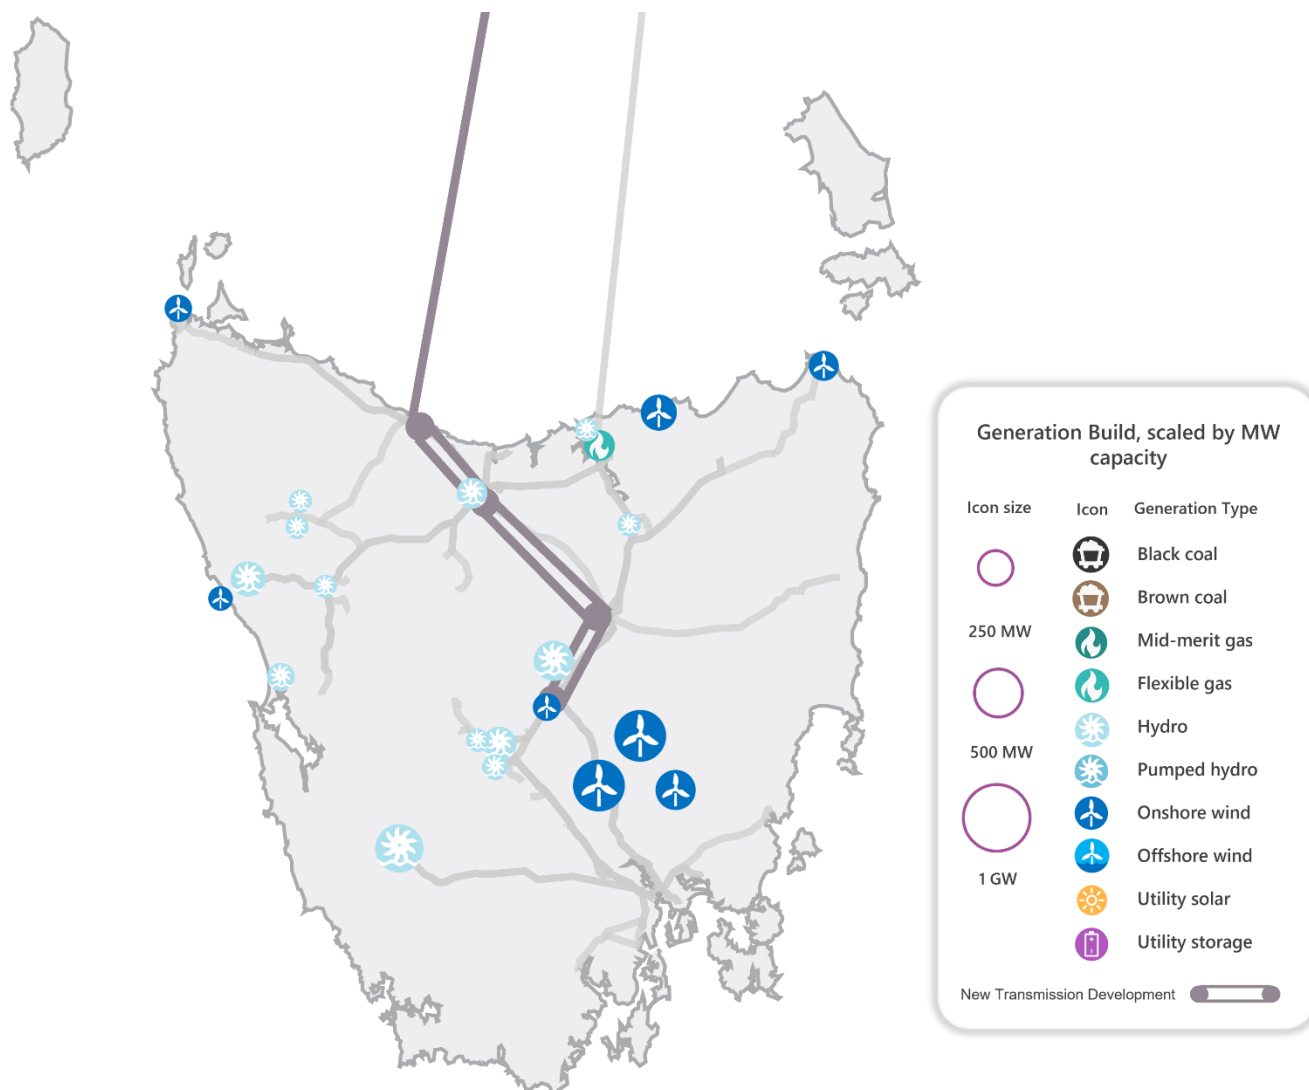 Generation Build, scaled by MW
capacity
Icon size
Icon
Generation Type
Black coal
Brown coal
250 MW
Mid-merit gas
Flexible gas
Hydro
500 MW
Pumped hydro
Onshore wind
Offshore wind
1 GW
Utility solar
Utility storage
New Transmission Development